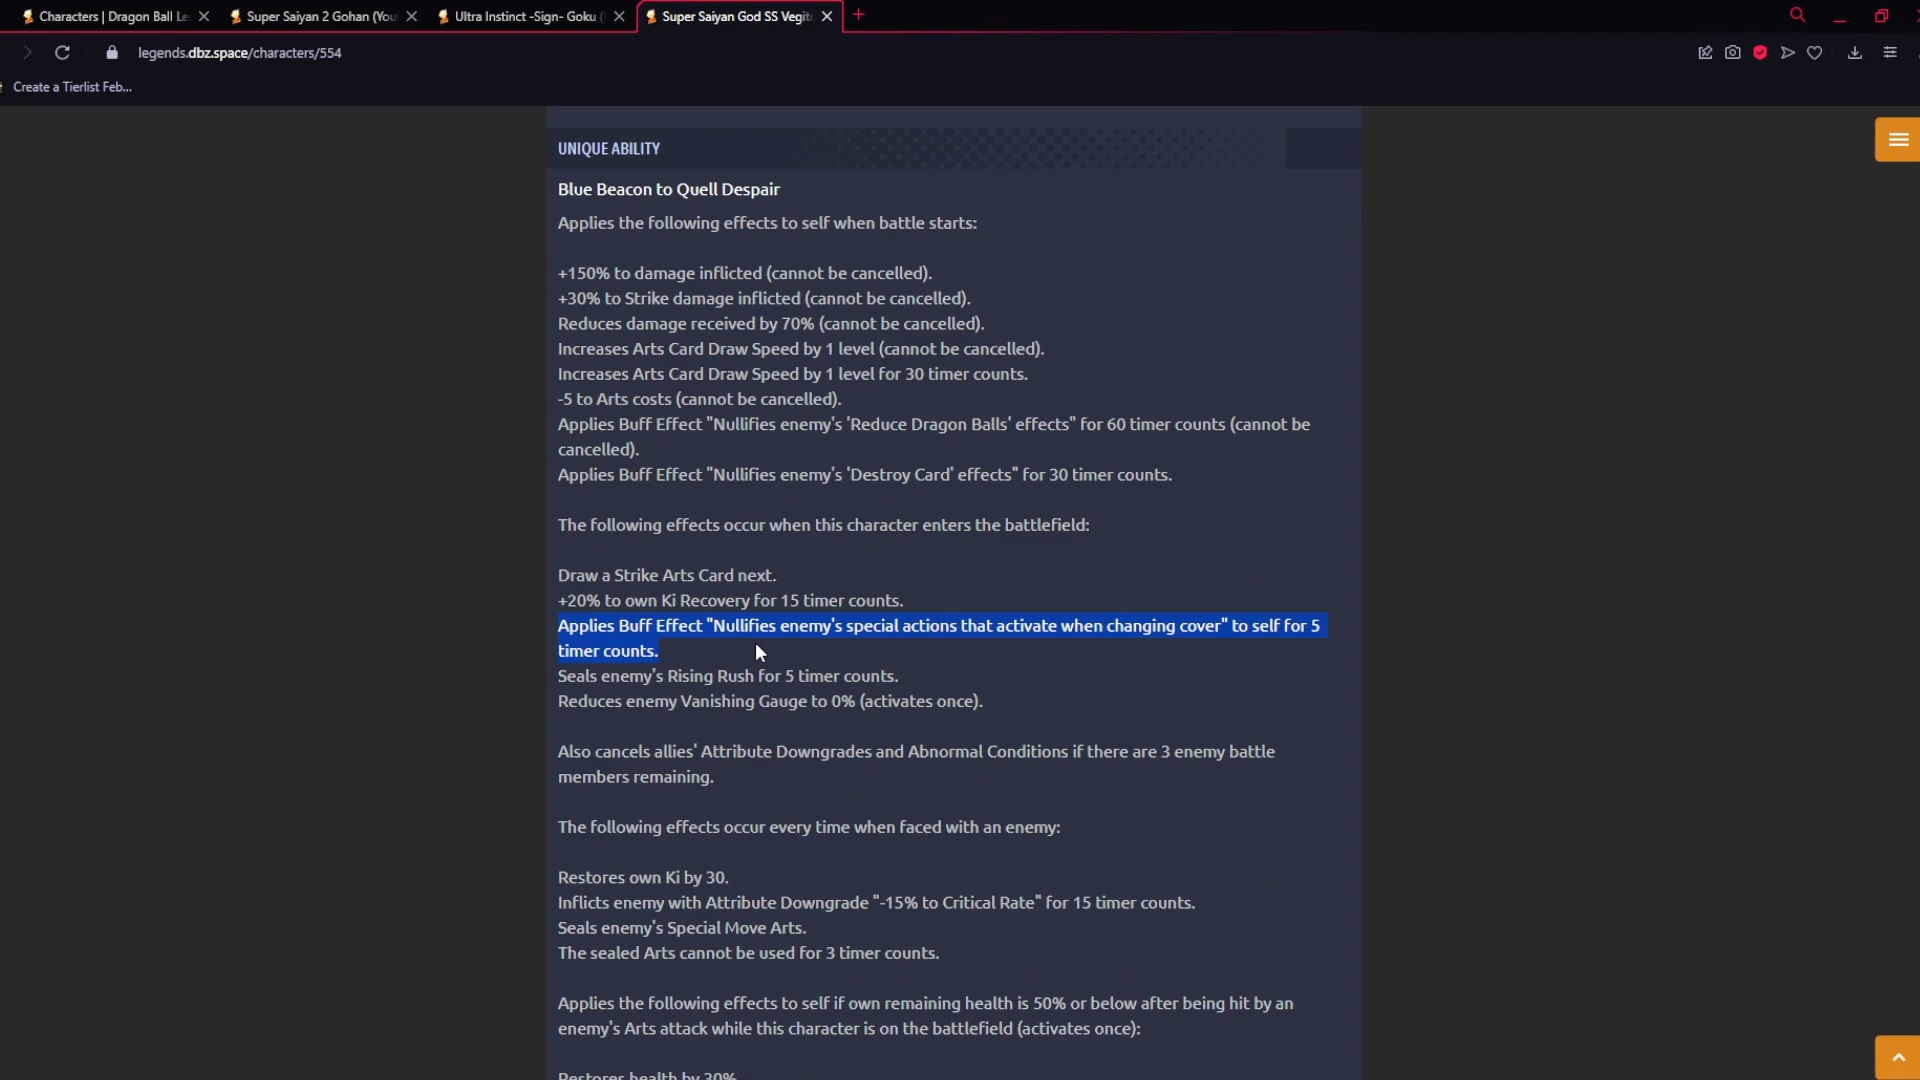 Characters | Dragon Ball Le
Super Saiyan 2 Gohan (You
Ultra Instinct -Sign- Goku (
Super Saiyan God SS Vegit
legends.dbz.space/characters/554
Create a Tierlist Feb...
UNIQUE ABILITY
Blue Beacon to Quell Despair
Applies the following effects to self when battle starts:
+150% to damage inflicted (cannot be cancelled).
+30% to Strike damage inflicted (cannot be cancelled).
Reduces damage received by 70% (cannot be cancelled).
Increases Arts Card Draw Speed by 1 level (cannot be cancelled).
Increases Arts Card Draw Speed by 1 level for 30 timer counts.
-5 to Arts costs (cannot be cancelled).
Applies Buff Effect "Nullifies enemy's 'Reduce Dragon Balls' effects" for 60 timer counts (cannot be
cancelled).
Applies Buff Effect "Nullifies enemy's 'Destroy Card' effects" for 30 timer counts.
The following effects occur when this character enters the battlefield:
Draw a Strike Arts Card next.
+20% to own Ki Recovery for 15 timer counts.
Applies Buff Effect "Nullifies enemy's special actions that activate when changing cover" to self for 5
timer counts.
Seals enemy's Rising Rush for 5 timer counts.
Reduces enemy Vanishing Gauge to 0% (activates once).
Also cancels allies' Attribute Downgrades and Abnormal Conditions if there are 3 enemy battle
members remaining.
The following effects occur every time when faced with an enemy:
Restores own Ki by 30.
Inflicts enemy with Attribute Downgrade "-15% to Critical Rate" for 15 timer counts.
Seals enemy's Special Move Arts.
The sealed Arts cannot be used for 3 timer counts.
Applies the following effects to self if own remaining health is 50% or below after being hit by an
enemy's Arts attack while this character is on the battlefield (activates once):
Restores health by 30%.